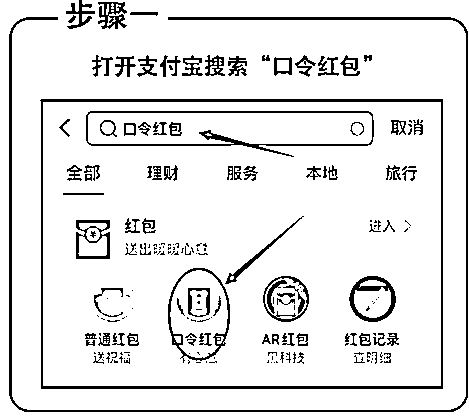 步骤一
打开支付宝搜索“口令红包”
口令红包 取消
全部 理财 服务 本地 旅行
红包 进入
送出暖暖心意
普通红包 口令红包 AR红包 红包记录
送祝福 黑科技 查明细